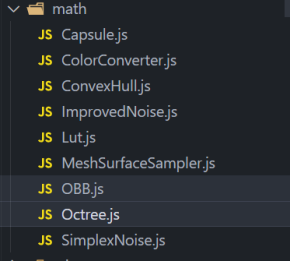 math
JS Capsule.js
JS ColorConverter.js
JS ConvexHull.js
JS ImprovedNoise.js
JS Lut.js
JS MeshSurfaceSampler.js
JS OBB.js
JS Octree.js
JS SimplexNoise.js